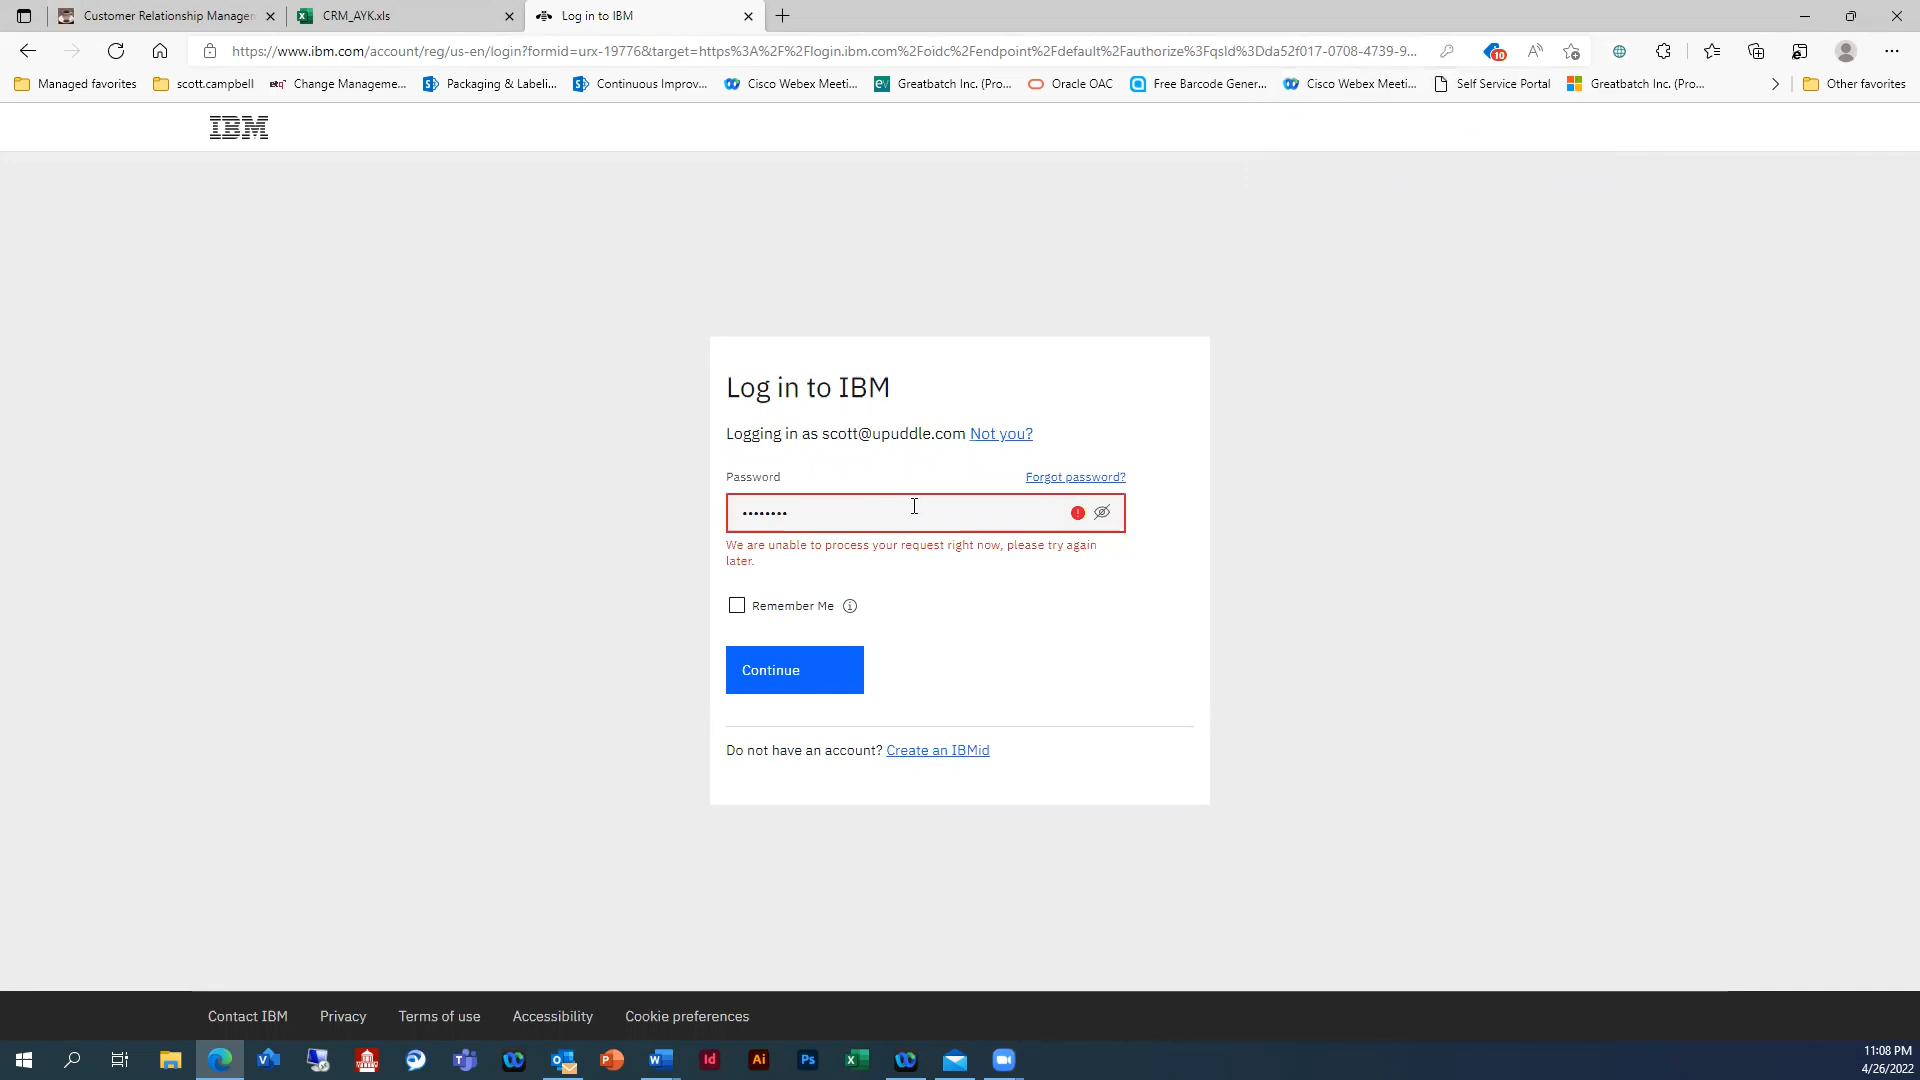 Customer Relationship Manager
CRM_AYK.xls
Log in to IBM
https://www.ibm.com/account/reg/us-en/login?formid=urx-19776&target=https%3A%2F%2Flogin.ibm.com%2Foidc%2Fendpoint%2Fdefault%2Fauthorize%3FqsId%3Dda52f017-0708-4739-9...
10
Managed favorites
scott.campbell
etq
Change Manageme...
Packaging & Labeli...
Continuous Improv...
Cisco Webex Meeti...
Greatbatch Inc. (Pro...
Oracle OAC
Free Barcode Gener...
Cisco Webex Meeti...
Self Service Portal
Greatbatch Inc. (Pro...
Other favorites
IBM
Log in to IBM
Logging in as scott@upuddle.com Not you?
Password
Forgot password?
••••••••
We are unable to process your request right now, please try again
later.
Remember Me
Continue
Do not have an account? Create an IBMid
Contact IBM
Privacy
Terms of use
Accessibility
Cookie preferences
11:08 PM
4/26/2022